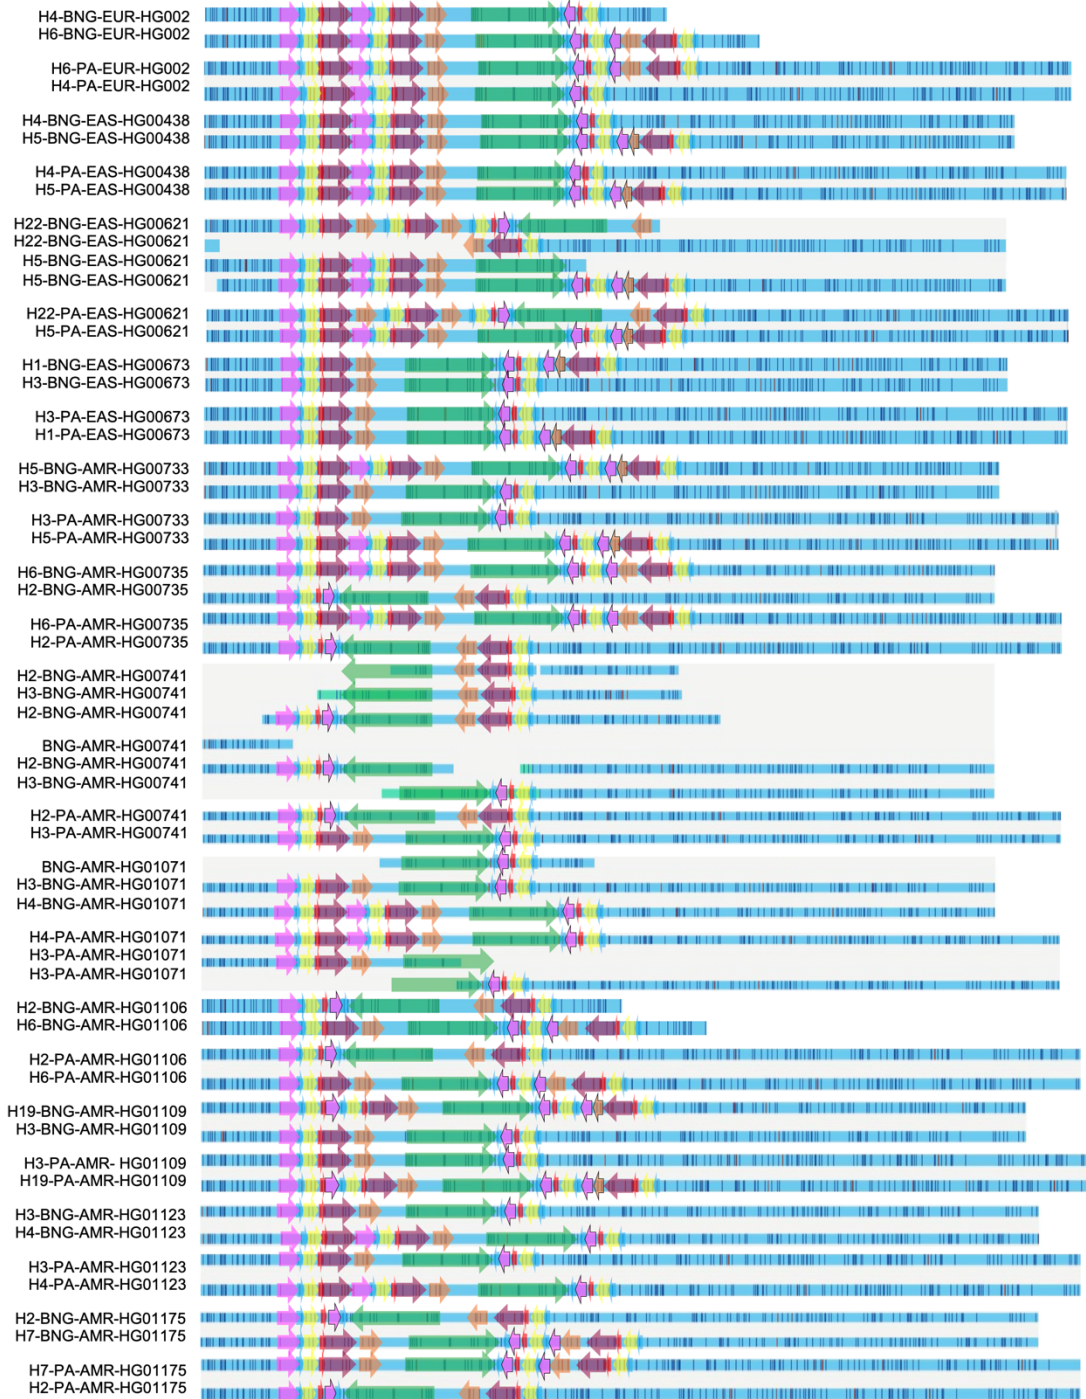 H4-BNG-EUR-HG002
H6-BNG-EUR-HG002
H6-PA-EUR-HG002
H4-PA-EUR-HG002
H4-BNG-EAS-HG00438
H5-BNG-EAS-HG00438
H4-PA-EAS-HG00438
H5-PA-EAS-HG00438
H22-BNG-EAS-HG00621
H22-BNG-EAS-HG00621
H5-BNG-EAS-HG00621
H5-BNG-EAS-HG00621
H22-PA-EAS-HG00621
H5-PA-EAS-HG00621
H1-BNG-EAS-HG00673
H3-BNG-EAS-HG00673
H3-PA-EAS-HG00673
H1-PA-EAS-HG00673
H5-BNG-AMR-HG00733
H3-BNG-AMR-HG00733
H3-PA-AMR-HG00733
H5-PA-AMR-HG00733
H6-BNG-AMR-HG00735
H2-BNG-AMR-HG00735
H6-PA-AMR-HG00735
H2-PA-AMR-HG00735
H2-BNG-AMR-HG00741
H3-BNG-AMR-HG00741
H2-BNG-AMR-HG00741
BNG-AMR-HG00741
H2-BNG-AMR-HG00741
H3-BNG-AMR-HG00741
H2-PA-AMR-HG00741
H3-PA-AMR-HG00741
BNG-AMR-HG01071
H3-BNG-AMR-HG01071
H4-BNG-AMR-HG01071
H4-PA-AMR-HG01071
H3-PA-AMR-HG01071
H3-PA-AMR-HG01071
H2-BNG-AMR-HG01106
H6-BNG-AMR-HG01106
H2-PA-AMR-HG01106
H6-PA-AMR-HG01106
H19-BNG-AMR-HG01109
H3-BNG-AMR-HG01109
H3-PA-AMR- HG01109
H19-PA-AMR-HG01109
H3-BNG-AMR-HG01123
H4-BNG-AMR-HG01123
H3-PA-AMR-HG01123
H4-PA-AMR-HG01123
H2-BNG-AMR-HG01175
H7-BNG-AMR-HG01175
H7-PA-AMR-HG01175
H2-PA-AMR-HG01175